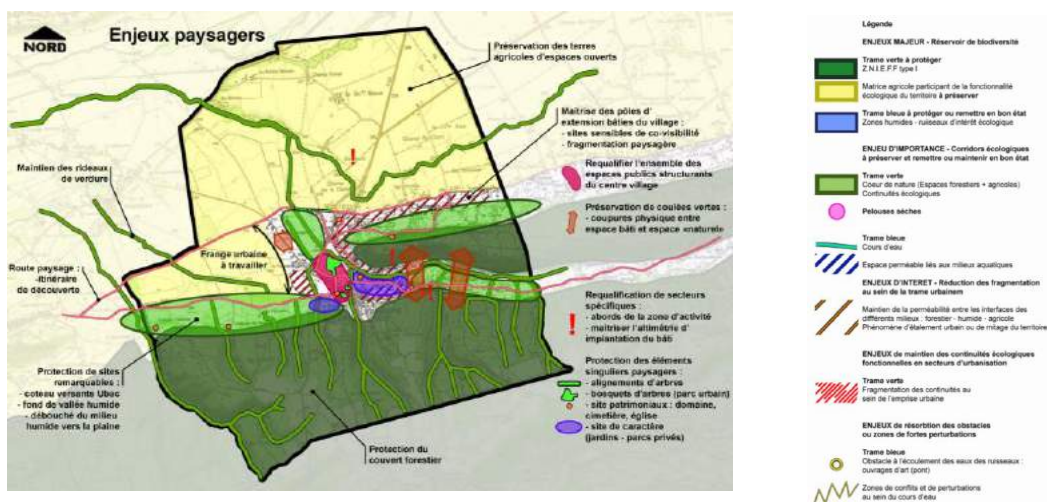 NORD
Enjeux paysagers
Préservation des terres
agricoles d'espaces ouverts
Maîtrise des pôles d'
extension bâties du village :
- sites sensibles de co-visibilité
- fragmentation paysagère
Maintien des rideaux
de verdure
Requalifier l'ensemble des
espaces publics structurants
du centre village
Préservation de coulées vertes :
- coupures physique entre
espace bâti et espace «naturel»
Frange urbaine
à travailler
Route paysage :
-itinéraire
de découverte
Requalification de secteurs
spécifiques :
- abords de la zone d'activité
- maîtriser l'altimétrie d'
implantation du bâti
Protection des éléments
singuliers paysagers :
- alignements d'arbres
- bosquets d'arbres (parc urbain)
- site patrimoniaux : domaine,
cimetière, église
- site de caractère
(jardins - parcs privés)
Protection de sites
remarquables :
- coteau versante Ubac
- fond de vallée humide
- débouché du milieu
humide vers la plaine
Protection du
couvert forestier
Légende
ENJEUX MAJEUR - Réservoir de biodiversité
Trame verte à protéger
Z.N.I.E.F.F type I
Matrice agricole participant de la fonctionnalité
écologique du territoire à préserver
Trame bleue à protéger ou remettre en bon état
Zones humides - ruisseaux d'intérêt écologique
ENJEU D'IMPORTANCE - Corridors écologiques
à préserver et remettre ou maintenir en bon état
Trame verte
Coeur de nature (Espaces forestiers + agricoles)
Continuités écologiques
Pelouses sèches
Trame bleue
Cours d'eau
Espace perméable liés aux milieux aquatiques
ENJEUX D'INTERET - Réduction des fragmentation
au sein de la trame urbainem
Maintien de la perméabilité entre les interfaces des
différents milieux : forestier - humide - agricole
Phénomène d'étalement urbain ou de mitage du territoire
ENJEUX de maintien des continuités écologiques
fonctionnelles en secteurs d'urbanisation
Trame verte
Fragmentation des continuités au
sein de l'emprise urbaine
ENJEUX de résorbtion des obstacles
ou zones de fortes perturbations
Trame bleue
Obstacle à l'écoulement des eaux des ruisseaux :
ouvrages d'art (pont)
Zones de conflits et de perturbations
au sein du cours d'eau